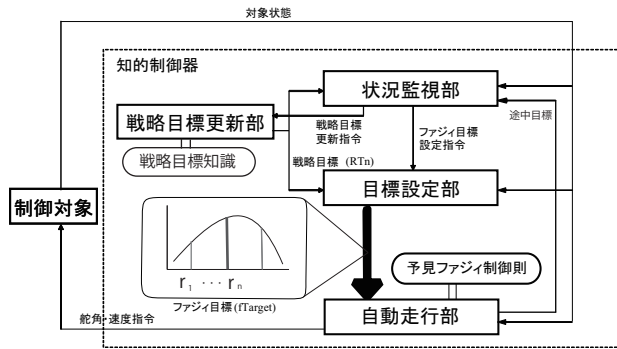 対象状態
知的制御器
状況監視部
途中目標
戦略目標更新部
戦略目標
更新指令
ファジィ目標
設定指令
戦略目標知識
戦略目標 (RTn)
目標設定部
制御対象
予見ファジィ制御則
r1 ··· rn
ファジィ目標 (fTarget)
舵角・速度指令
自動走行部